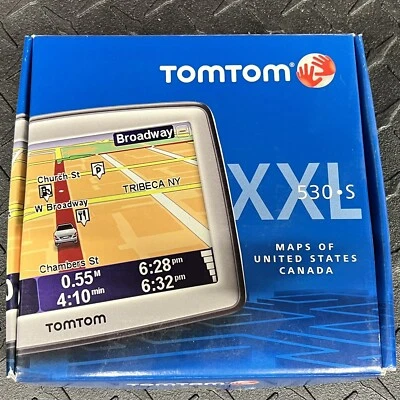 TOMTOM
XXL
530•S
MAPS OF
UNITED STATES
CANADA
Broadway
Church St
P
TRIBECA NY
W Broadway
Chambers St
0.55M
6:28pm
4:10min
6:32pm
TOMTOM